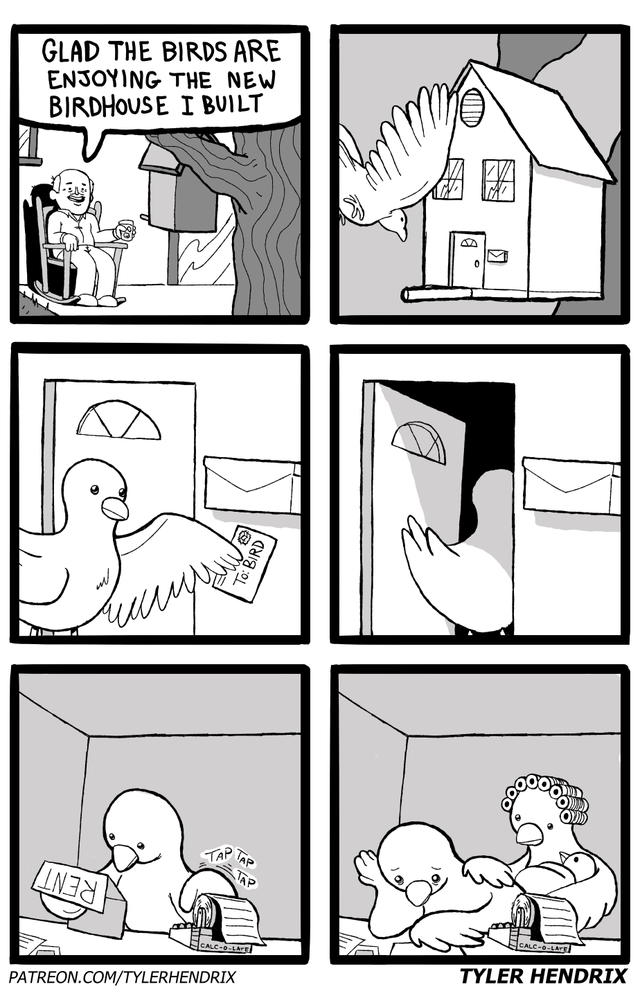 GLAD THE BIRDS ARE
ENJOYING THE NEW
BIRDHOUSE I BUILT
TO: BIRD
RENT
TAP TAP
TAP
CALC-O-LATE
CALC-O-LATE
PATREON.COM/TYLERHENDRIX
TYLER HENDRIX